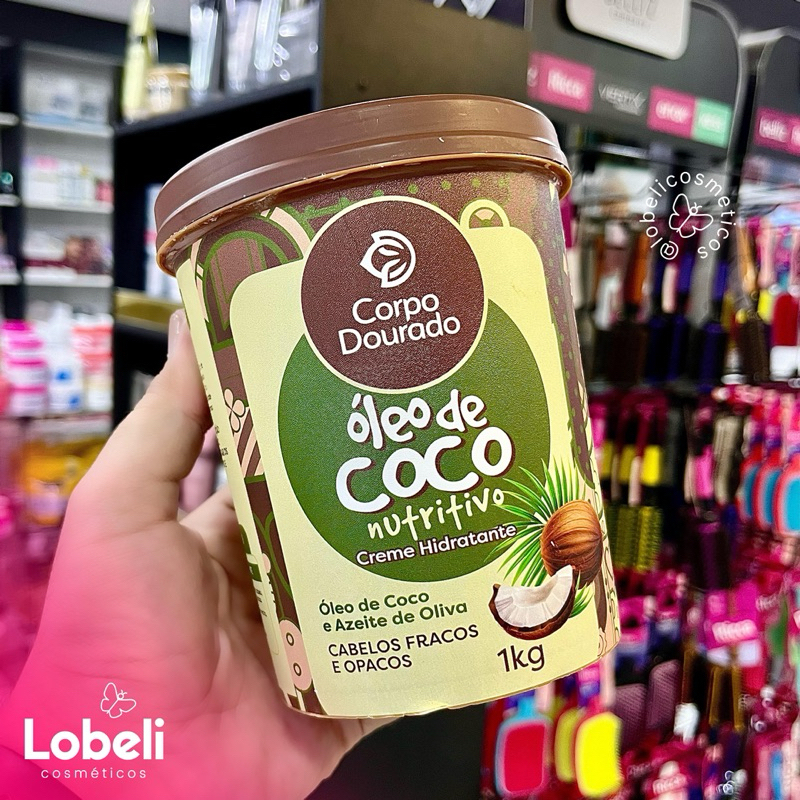 Corpo
Dourado
óleo de
coco
nutritivo
Creme Hidratante
Óleo de Coco
e Azeite de Oliva
CABELOS FRACOS
E OPACOS
1kg
@lobelicosmeticos
Ricca
Lobeli
cosméticos